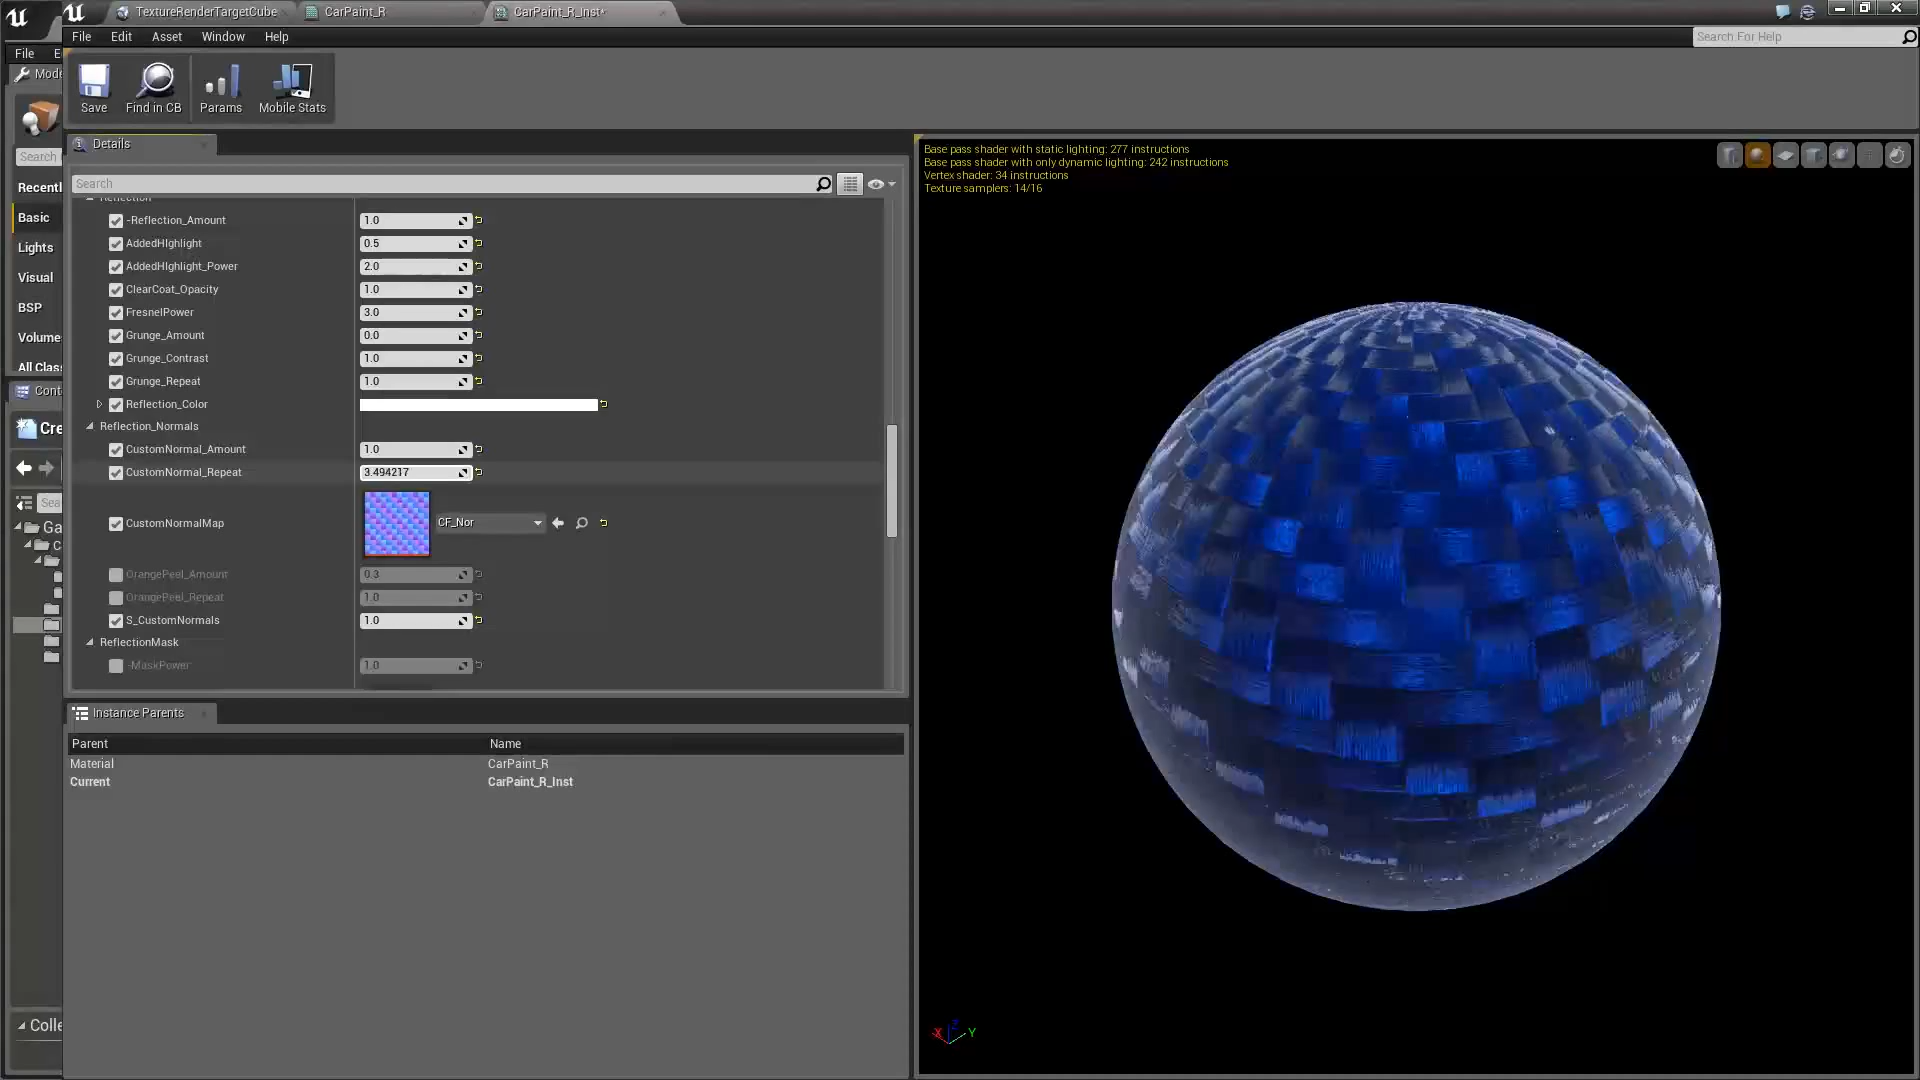 TextureRenderTargetCube
CarPaint_R
CarPaint_R_Inst*
File
Edit
Asset
Window
Help
Search For Help
File
Save
Find in CB
Params
Mobile Stats
Search
Recentl
Basic
Lights
Visual
BSP
Volume
All Clas
Cont
Cre
Sea
Ga
C
Colle
Details
Search
Reflection
-Reflection_Amount 1.0
AddedHIghlight 0.5
AddedHIghlight_Power 2.0
ClearCoat_Opacity 1.0
FresnelPower 3.0
Grunge_Amount 0.0
Grunge_Contrast 1.0
Grunge_Repeat 1.0
Reflection_Color
Reflection_Normals
CustomNormal_Amount 1.0
CustomNormal_Repeat 3.494217
CustomNormalMap CF_Nor
OrangePeel_Amount 0.3
OrangePeel_Repeat 1.0
S_CustomNormals 1.0
ReflectionMask
-MaskPower 1.0
Instance Parents
Parent Name
Material CarPaint_R
Current CarPaint_R_Inst
Base pass shader with static lighting: 277 instructions
Base pass shader with only dynamic lighting: 242 instructions
Vertex shader: 34 instructions
Texture samplers: 14/16
X Z Y